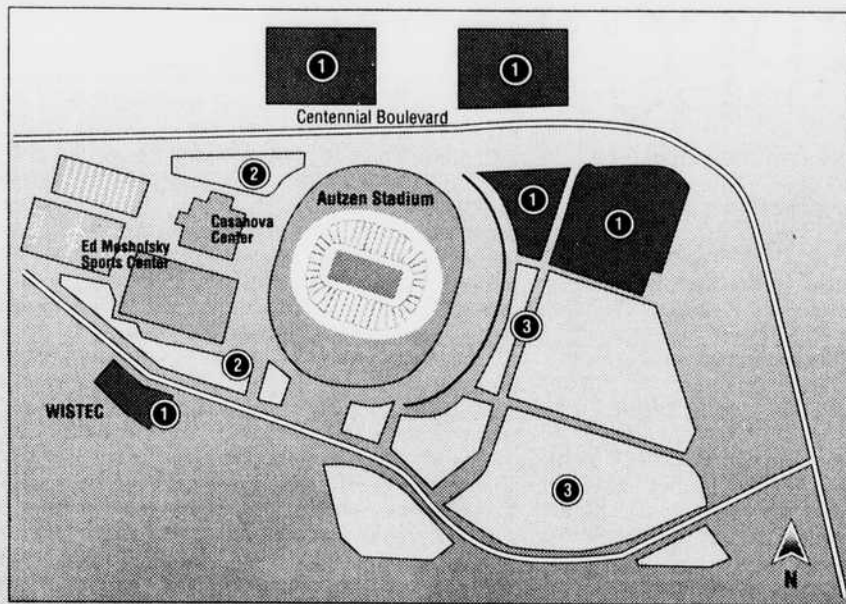 1
1
Centennial Boulevard
2
Autzen Stadium
1
1
Casanova
Center
Ed Moshofsky
Sports Center
3
2
WISTEC
1
3
N